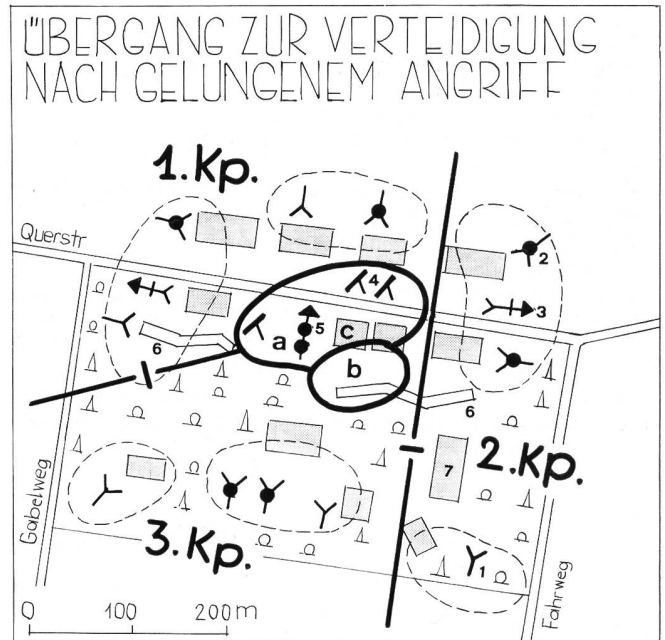 ÜBERGANG ZUR VERTEIDIGUNG
NACH GELUNGENEM ANGRIFF
1.Kp.
Querstr
2
4
3
5
c
a
6
b
6
7
2.Kp.
Gabelweg
3.Kp.
1
Fahrweg
0 100 200m